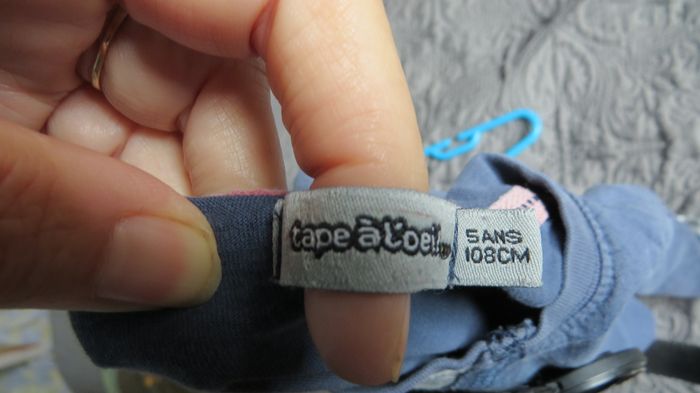 tape à l'oeil
5ANS
108CM